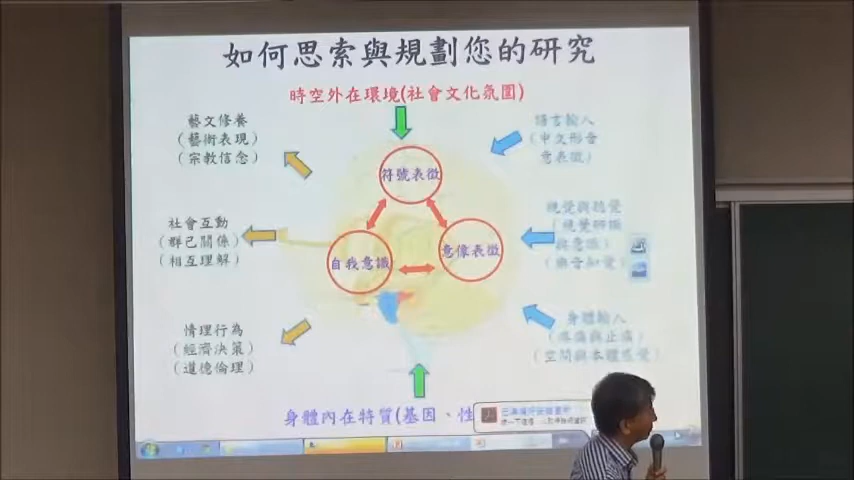 如何思索與規劃您的研究
時空外在環境(社會文化氛圍)
藝文修養
(藝術表現)
(宗教信念)
語言輸入
(中文形音
意表徵)
符號表徵
社會互動
(群己關係)
(相互理解)
視覺與聽覺
(視覺辨識
與意識)
(與音知覺)
自我意識
意像表徵
情理行為
(經濟決策)
(道德倫理)
身體輸入
(疼痛與止痛)
(空間與本體感覺)
身體內在特質(基因、性